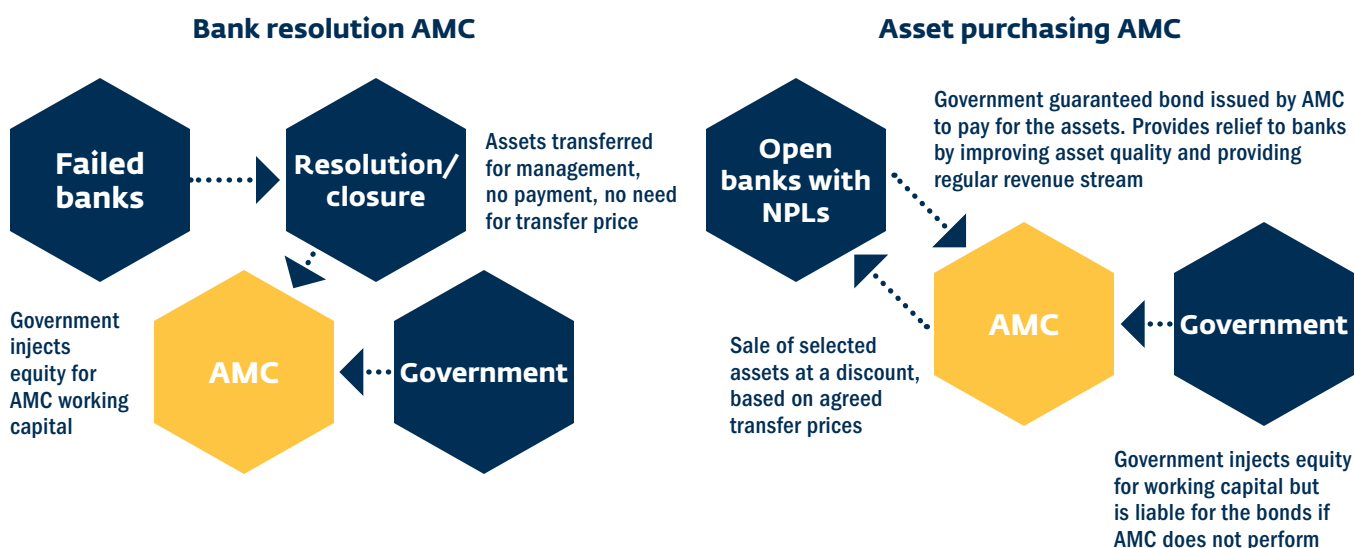 Bank resolution AMC
Failed
banks
Resolution/
closure
Assets transferred
for management,
no payment, no need
for transfer price
Government
injects
equity for
AMC working
capital
AMC
Government
Asset purchasing AMC
Open
banks with
NPLs
Government guaranteed bond issued by AMC
to pay for the assets. Provides relief to banks
by improving asset quality and providing
regular revenue stream
AMC
Government
Sale of selected
assets at a discount,
based on agreed
transfer prices
Government injects equity
for working capital but
is liable for the bonds if
AMC does not perform